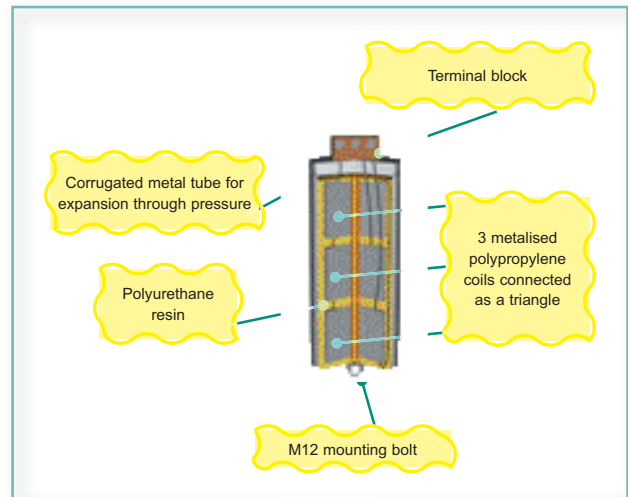 Terminal block
Corrugated metal tube for
expansion through pressure
3 metalised
polypropylene
coils connected
as a triangle
Polyurethane
resin
M12 mounting bolt